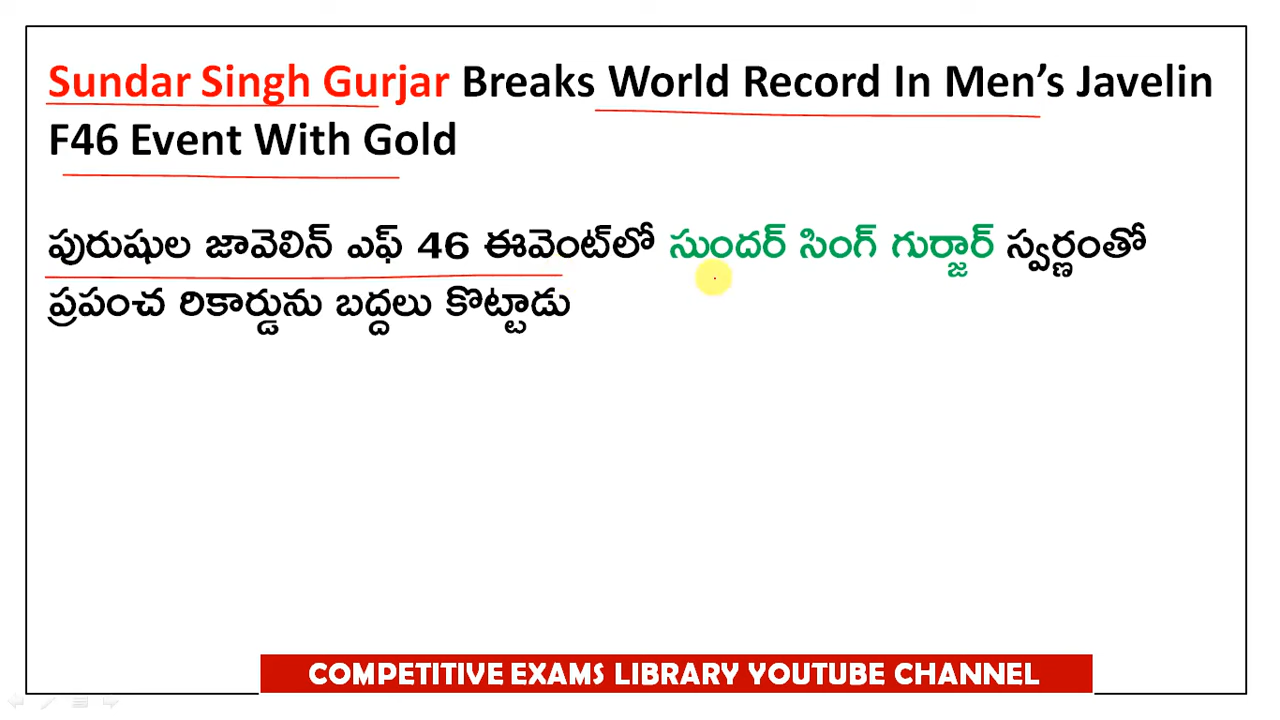 Sundar Singh Gurjar Breaks World Record In Men’s Javelin
F46 Event With Gold
పురుషుల జావెలిన్ ఎఫ్ 46 ఈవెంట్‌లో సుందర్ సింగ్ గుర్జార్ స్వర్ణంతో
ప్రపంచ రికార్డును బద్దలు కొట్టాడు
COMPETITIVE EXAMS LIBRARY YOUTUBE CHANNEL